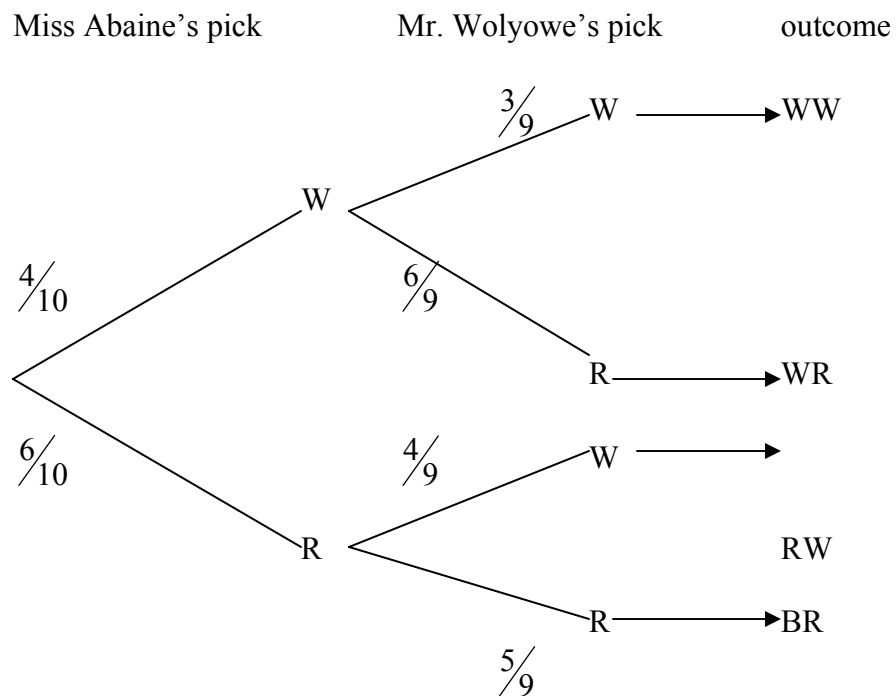 Miss Abaine’s pick Mr. Wolyowe’s pick outcome
3/9 W WW
W
4/10 6/9
R WR
6/10 4/9 W
R RW
R BR
5/9